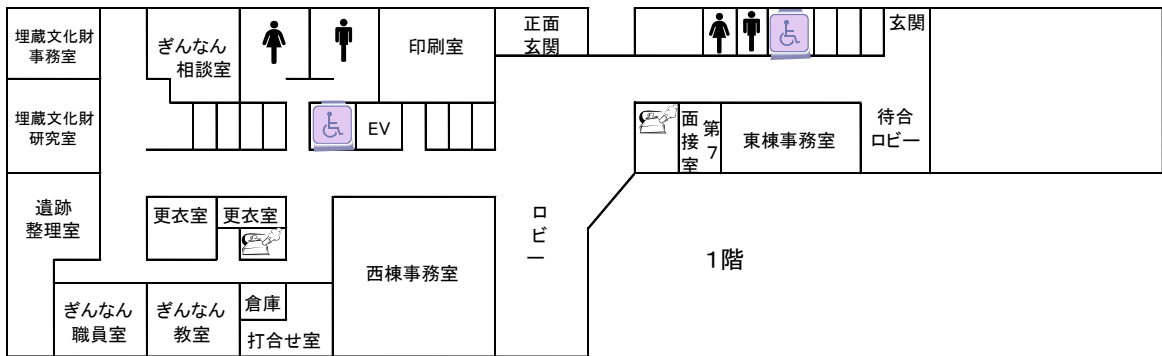 埋蔵文化財
事務室
ぎんなん
相談室
印刷室
正面
玄関
玄関
埋蔵文化財
研究室
EV
面接室
第7
東棟事務室
待合
ロビー
遺跡
整理室
更衣室
更衣室
ロビー
西棟事務室
1階
ぎんなん
職員室
ぎんなん
教室
倉庫
打合せ室